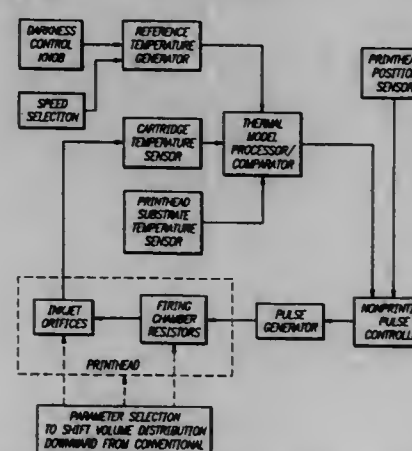 DARKNESS
CONTROL
KNOB
REFERENCE
TEMPERATURE
GENERATOR
PRINTHEAD
POSITION
SENSOR
SPEED
SELECTION
CARTRIDGE
TEMPERATURE
SENSOR
THERMAL
MODEL
PROCESSOR/
COMPARATOR
PRINTHEAD
SUBSTRATE
TEMPERATURE
SENSOR
INKJET
ORIFICES
FIRING
CHAMBER
RESISTORS
PULSE
GENERATOR
NONPRINTI
PULSE
CONTROLL
PRINTHEAD
PARAMETER SELECTION
TO SHIFT VOLUME DISTRIBUTION
DOWNWARD FROM CONVENTIONAL